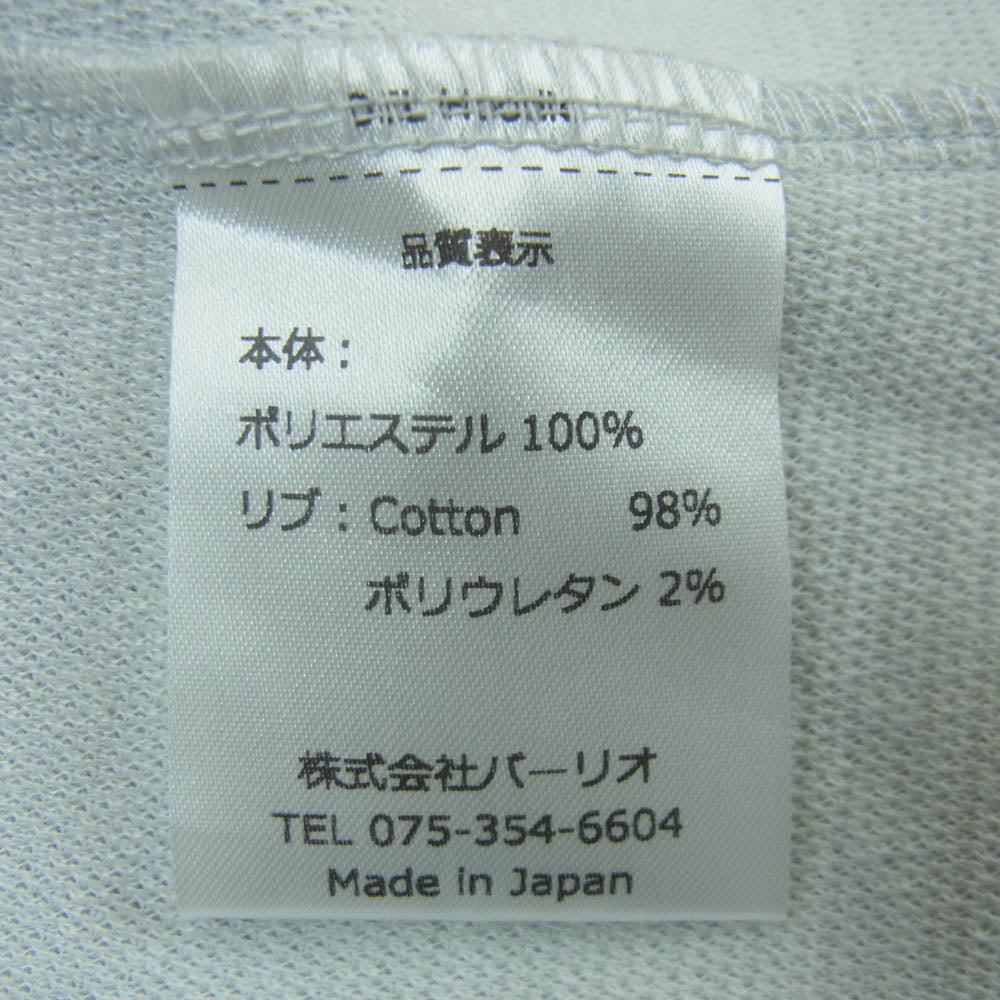 品質表示
本体：
ポリエステル 100%
リブ：Cotton 98%
ポリウレタン 2%
株式会社バーリオ
TEL 075-354-6604
Made in Japan